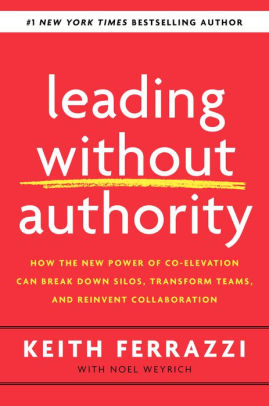 #1 NEW YORK TIMES BESTSELLING AUTHOR
leading
without
authority
HOW THE NEW POWER OF CO-ELEVATION
CAN BREAK DOWN SILOS, TRANSFORM TEAMS,
AND REINVENT COLLABORATION
KEITH FERRAZZI
WITH NOEL WEYRICH